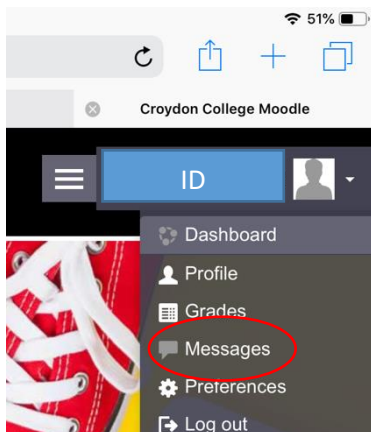 51%
Croydon College Moodle
ID
Dashboard
Profile
Grades
Messages
Preferences
Log out